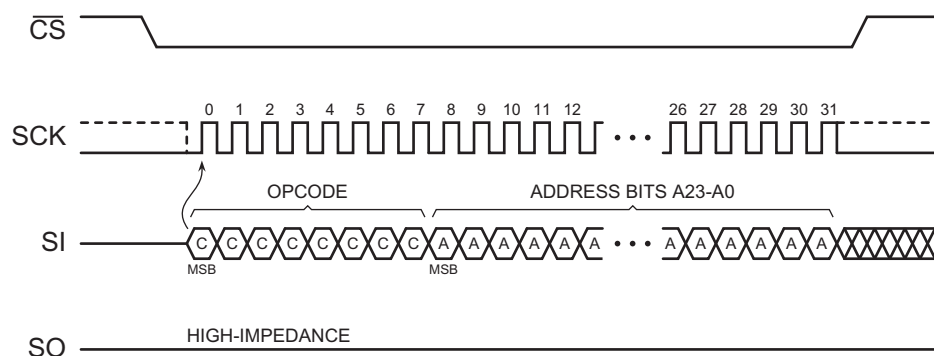 CS
0 1 2 3 4 5 6 7 8 9 10 11 12 26 27 28 29 30 31
SCK
OPCODE ADDRESS BITS A23-A0
SI C C C C C C C C A A A A A A • • • A A A A A A
MSB MSB
HIGH-IMPEDANCE
SO